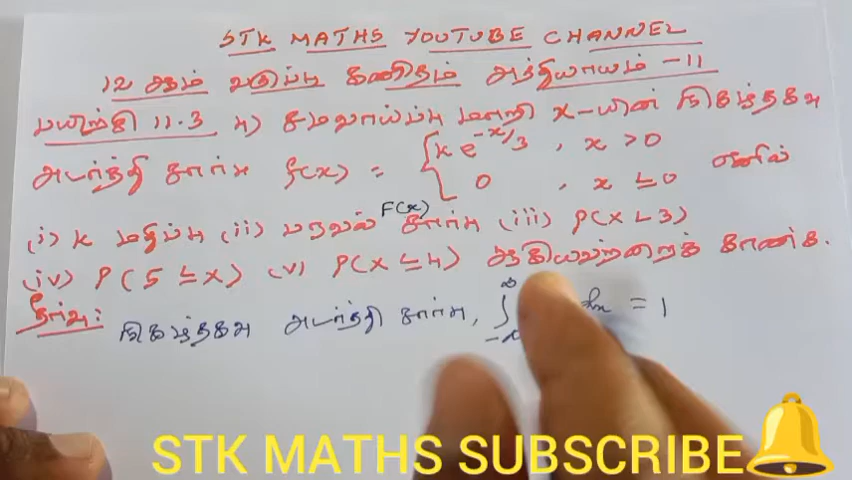 STK MATHS YOUTUBE CHANNEL
12 ஆம் வகுப்பு கணிதம் அத்தியாயம் - 11
பயிற்சி 11.3 4) சமவாய்ப்பு மாறி x-யின் நிகழ்தகவு
அடர்த்தி சார்பு f(x) = { k e^{-x/3} , x > 0 எனில்
0 , x ≤ 0
F(x)
(i) k மதிப்பு (ii) பரவல் சார்பு (iii) P(X < 3)
(iv) P(5 ≤ X) (v) P(X ≤ 4) ஆகியவற்றைக் காண்க.
தீர்வு: நிகழ்தகவு அடர்த்தி சார்பு, ∫ ∞ dx = 1
STK MATHS SUBSCRIBE